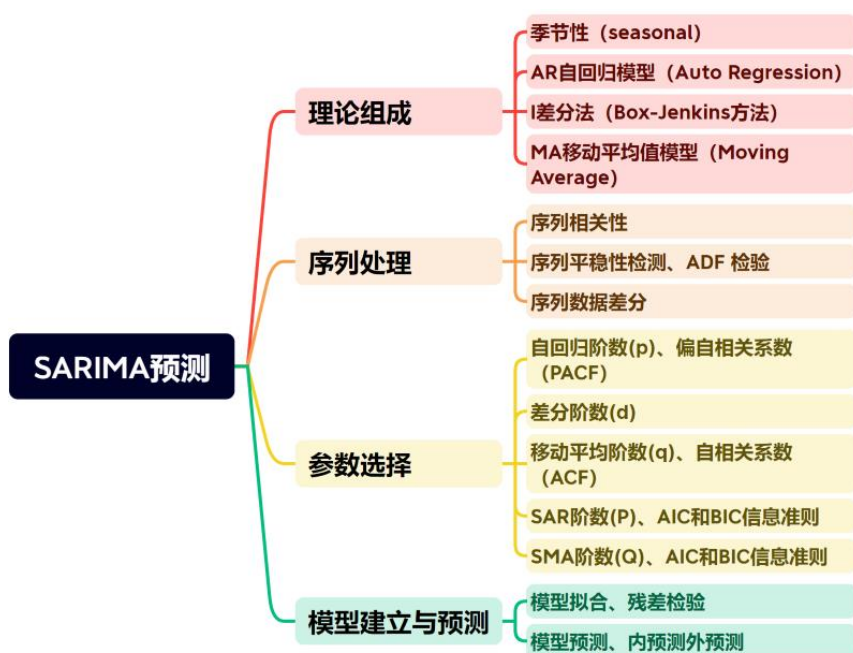 SARIMA预测
理论组成
季节性（seasonal）
AR自回归模型（Auto Regression）
I差分法（Box-Jenkins方法）
MA移动平均值模型（Moving
Average）
序列处理
序列相关性
序列平稳性检测、ADF 检验
序列数据差分
参数选择
自回归阶数(p)、偏自相关系数
（PACF）
差分阶数(d)
移动平均阶数(q)、自相关系数
（ACF）
SAR阶数(P)、AIC和BIC信息准则
SMA阶数(Q)、AIC和BIC信息准则
模型建立与预测
模型拟合、残差检验
模型预测、内预测外预测